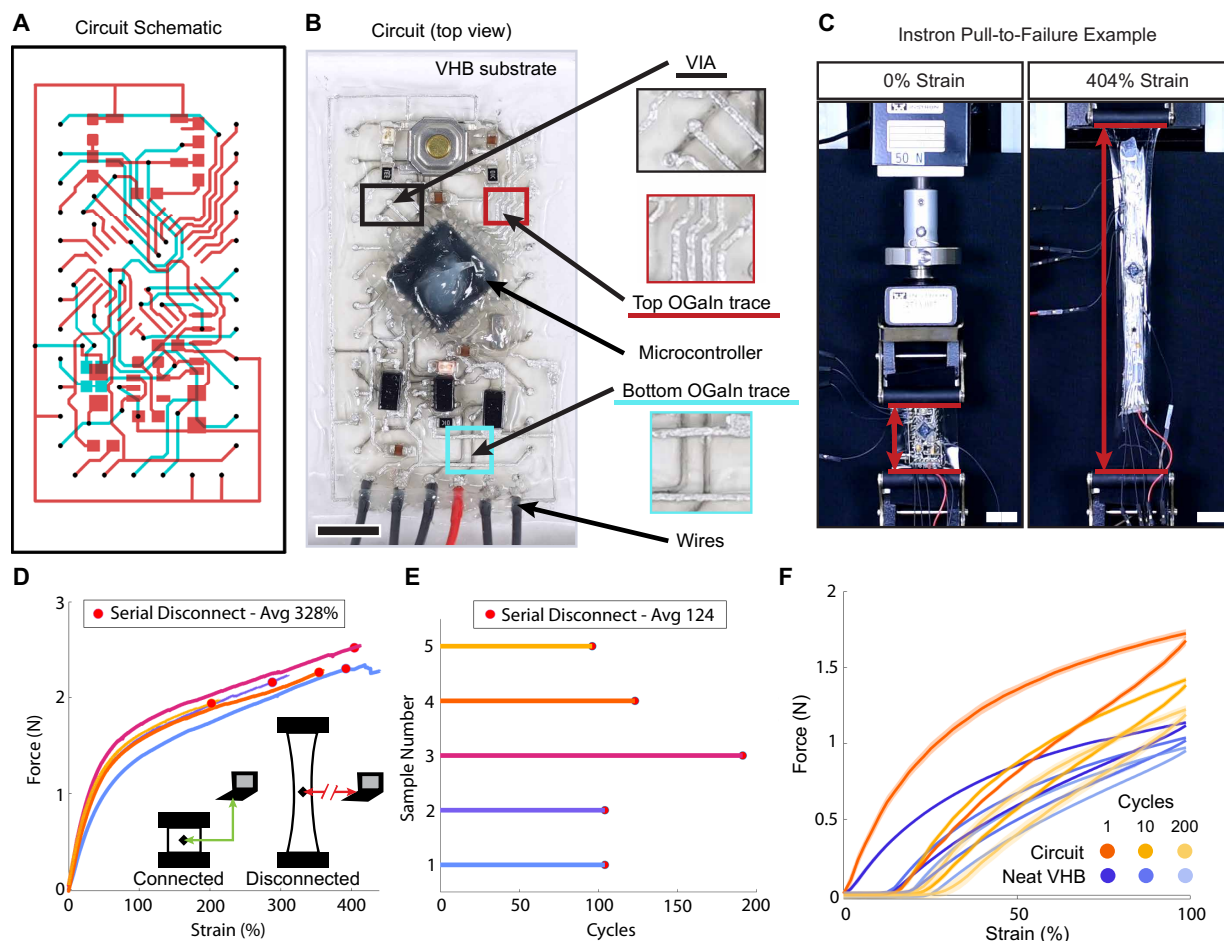 A
Circuit Schematic
B
Circuit (top view)
VHB substrate
VIA
Top OGaIn trace
Microcontroller
Bottom OGaIn trace
Wires
C
Instron Pull-to-Failure Example
0% Strain
404% Strain
50 N
D
Serial Disconnect - Avg 328%
3
2
1
0
Force (N)
Connected
Disconnected
0
100
200
300
400
Strain (%)
E
Serial Disconnect - Avg 124
Sample Number
5
4
3
2
1
0
50
100
150
200
Cycles
F
2
1.5
1
0.5
0
Force (N)
Cycles
1 10 200
Circuit
Neat VHB
0
50
100
Strain (%)